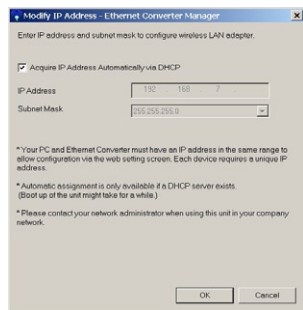 Modify IP Address - Ethernet Converter Manager
Enter IP address and subnet mask to configure wireless LAN adapter.
Acquire IP Address Automatically via DHCP
IP Address 192 . 168 . 7 .
Subnet Mask 255.255.255.0
*Your PC and Ethernet Converter must have an IP address in the same range to
allow configuration via the web setting screen. Each device requires a unique IP
address.
*Automatic assignment is only available if a DHCP server exists.
(Boot up of the unit might take for a while.)
*Please contact your network administrator when using this unit in your company
network.
OK Cancel